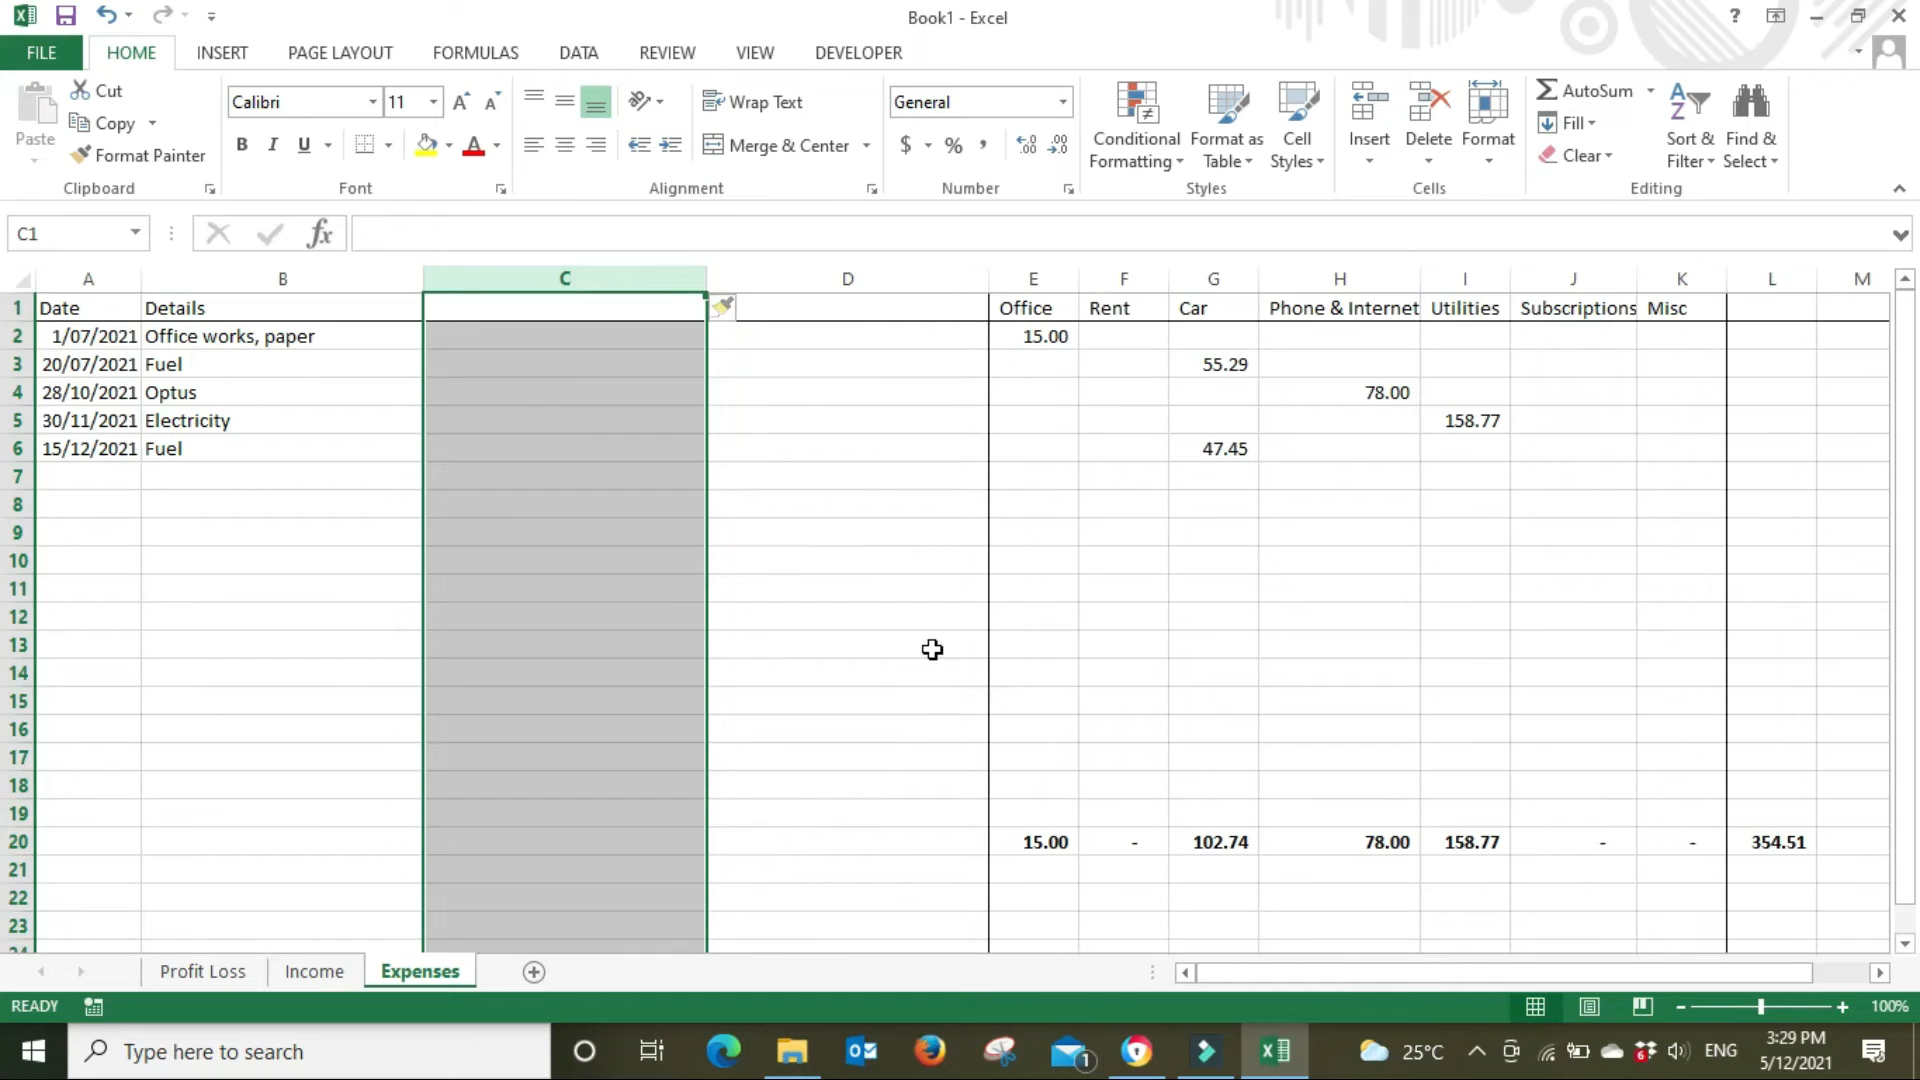 Book1 - Excel
?
FILE HOME INSERT PAGE LAYOUT FORMULAS DATA REVIEW VIEW DEVELOPER
Paste
Cut
Copy
Format Painter
Clipboard
Calibri 11
B I U
Font
Wrap Text
Merge & Center
Alignment
General
$ % ,
Number
Conditional Formatting
Format as Table
Cell Styles
Styles
Insert
Delete
Format
Cells
AutoSum
Fill
Clear
Sort & Filter
Find & Select
Editing
C1 fx
A B C D E F G H I J K L M
1 Date Details Office Rent Car Phone & Internet Utilities Subscriptions Misc
2 1/07/2021 Office works, paper 15.00
3 20/07/2021 Fuel 55.29
4 28/10/2021 Optus 78.00
5 30/11/2021 Electricity 158.77
6 15/12/2021 Fuel 47.45
7
8
9
10
11
12
13
14
15
16
17
18
19
20 15.00 - 102.74 78.00 158.77 - - 354.51
21
22
23
24
Profit Loss Income Expenses
READY 100%
Type here to search
1
25°C
ENG
3:29 PM
5/12/2021